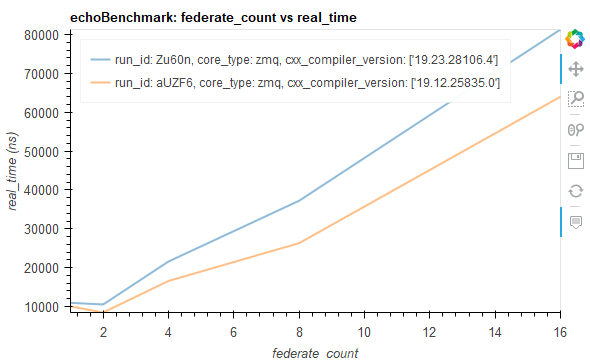 echoBenchmark: federate_count vs real_time
run_id: Zu60n, core_type: zmq, cxx_compiler_version: ['19.23.28106.4']
run_id: aUZF6, core_type: zmq, cxx_compiler_version: ['19.12.25835.0']
real_time (ns)
80000
70000
60000
50000
40000
30000
20000
10000
2 4 6 8 10 12 14 16
federate_count